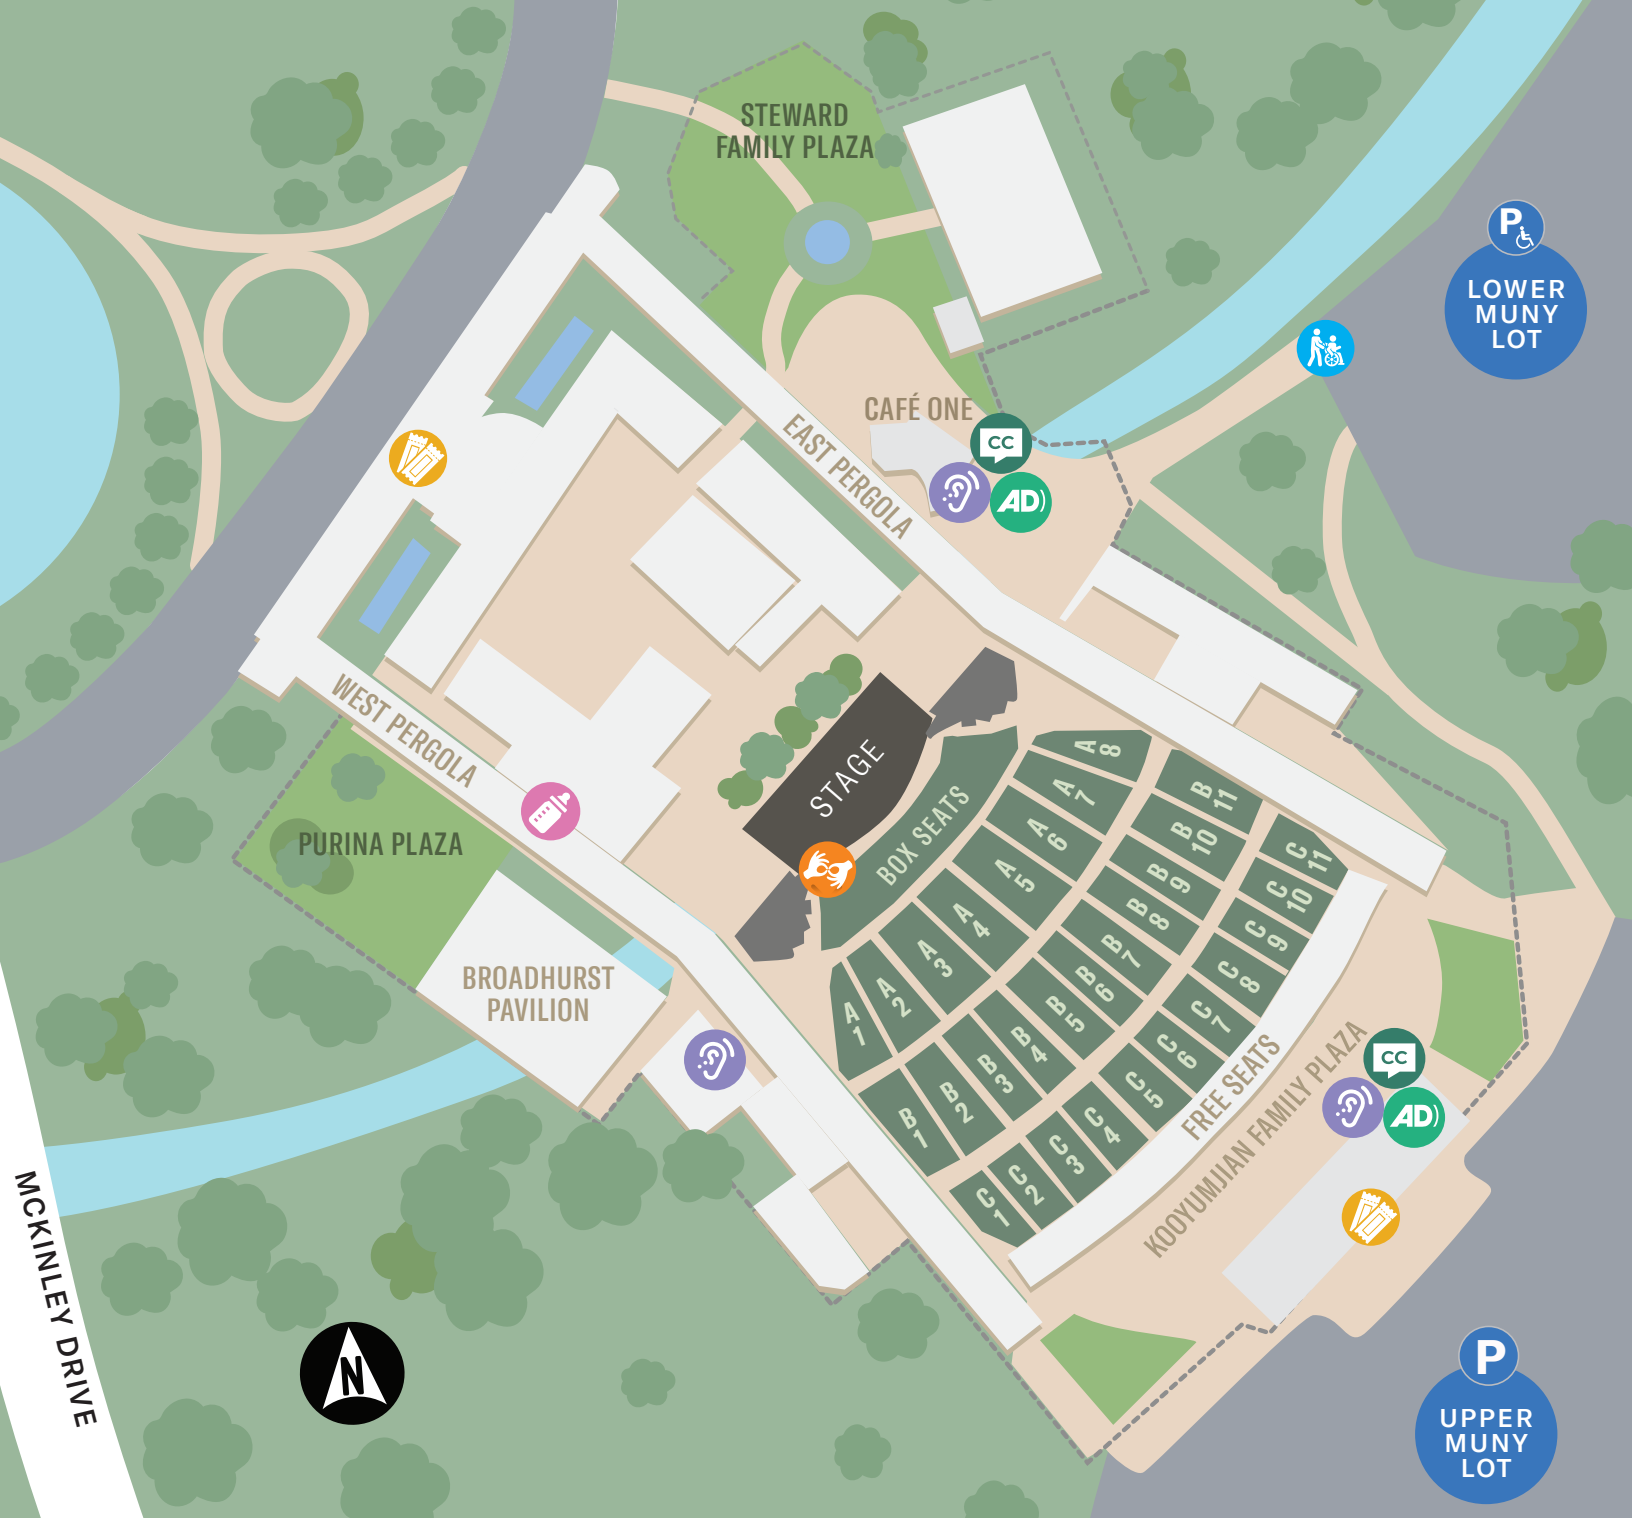 STEWARD
FAMILY PLAZA
P
LOWER
MUNY
LOT
CAFÉ ONE
CC
AD)
EAST PERGOLA
WEST PERGOLA
STAGE
BOX SEATS
PURINA PLAZA
BROADHURST
PAVILION
A 8
A 7
A 6
A 5
A 4
A 3
A 2
A 1
B 11
B 10
B 9
B 8
B 7
B 6
B 5
B 4
B 3
B 2
B 1
C 11
C 10
C 9
C 8
C 7
C 6
C 5
C 4
C 3
C 2
C 1
FREE SEATS
KOOYUMJIAN FAMILY PLAZA
CC
AD)
MCKINLEY DRIVE
N
P
UPPER
MUNY
LOT